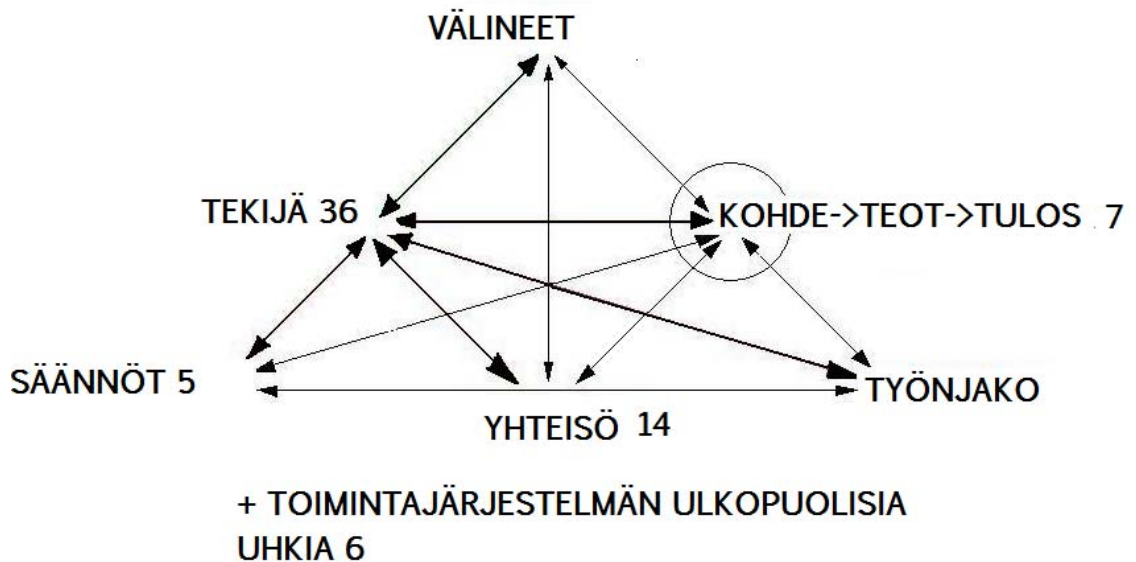 VÄLINEET
TEKIJÄ 36
KOHDE->TEOT->TULOS 7
SÄÄNNÖT 5
TYÖNJAKO
YHTEISÖ 14
+ TOIMINTAJÄRJESTELMÄN ULKOPUOLISIA
UHKIA 6